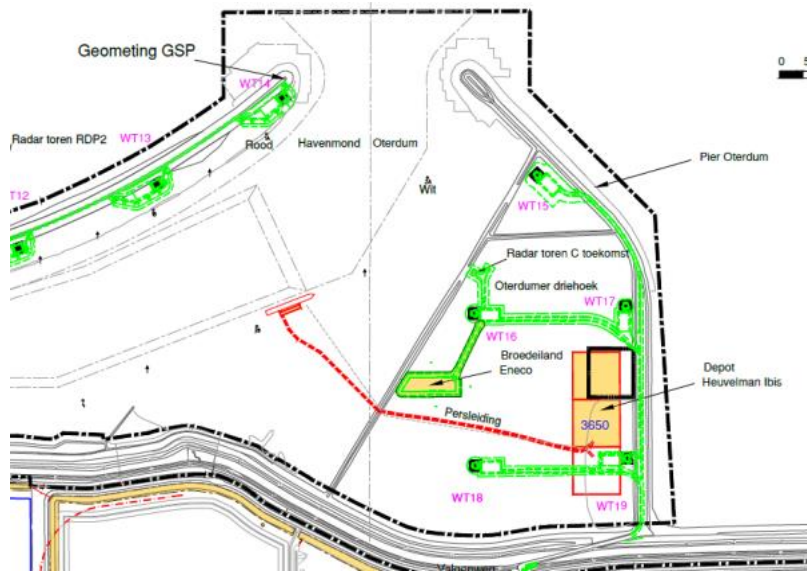 Geometing GSP
WT14
0 5
WT13
Radar toren RDP2
Rood Havenmond Oterdum
Pier Oterdum
Wit
WT12
WT15
Radar toren C toekomst
Oterdumer driehoek
WT17
WT16
Broedeiland
Eneco
Depot
Heuvelman Ibis
Persleiding
3650
WT18
WT19